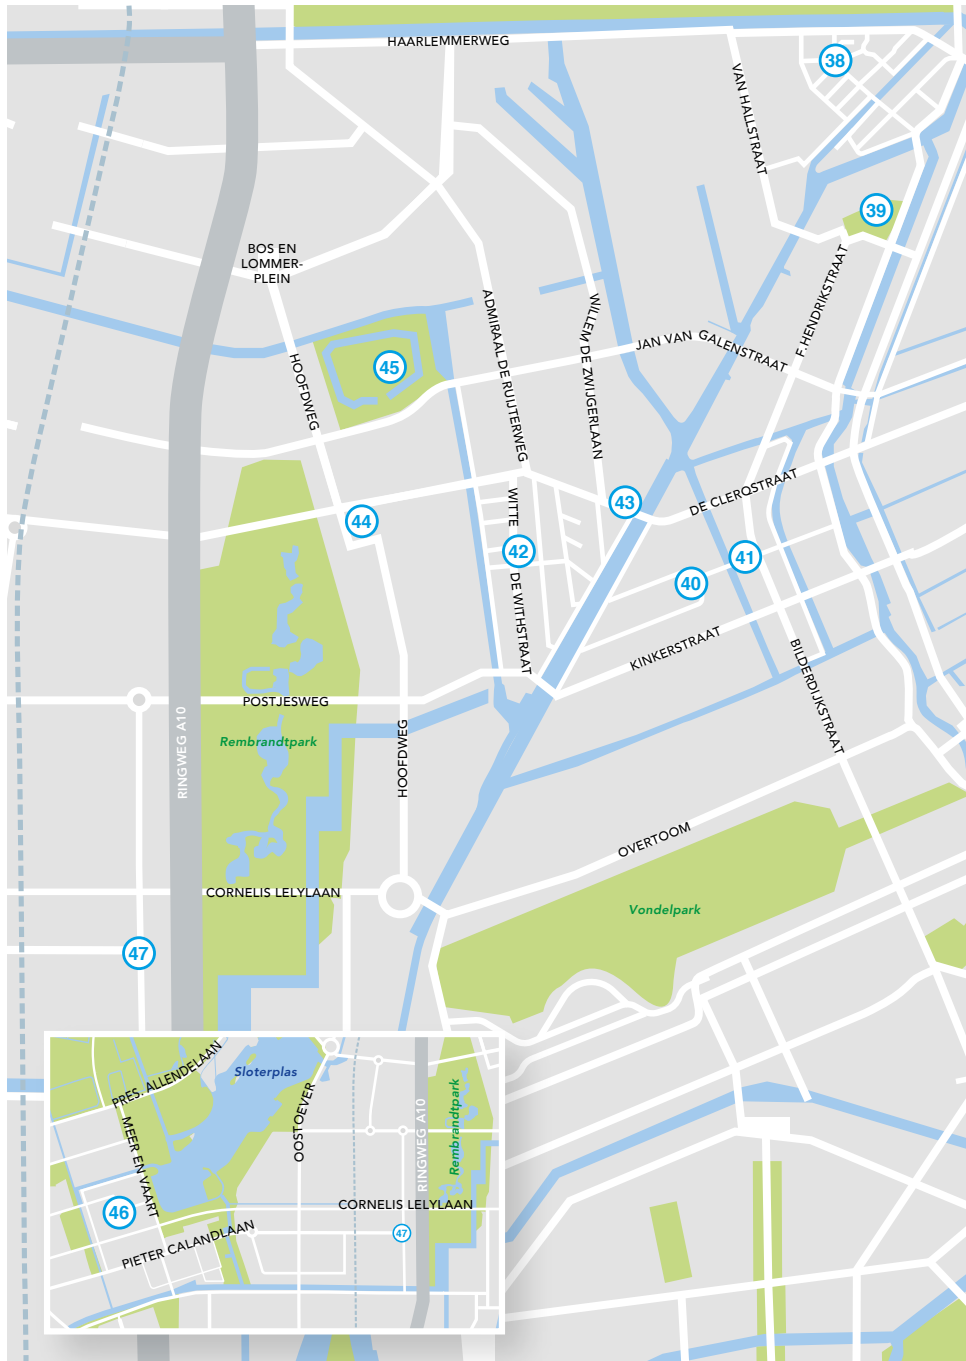 HAARLEMMERWEG
38
VAN HALLSTRAAT
39
BOS EN
LOMMER-
PLEIN
F.HENDRIKSTRAAT
ADMIRAAL DE RUIJTERWEG
WILLEM DE ZWIJGERLAAN
JAN VAN GALENSTRAAT
HOOFDWEG
45
DE CLERQSTRAAT
WITTE DE WITHSTRAAT
43
44
42
41
40
KINKERSTRAAT
BILDERDIJKSTRAAT
POSTJESWEG
RINGWEG A10
Rembrandtpark
HOOFDWEG
OVERTOOM
CORNELIS LELYLAAN
Vondelpark
47
PRES. ALLENDELAAN
Sloterplas
OOSTOEVER
MEER EN VAART
RINGWEG A10
Rembrandtpark
CORNELIS LELYLAAN
46
47
PIETER CALANDLAAN